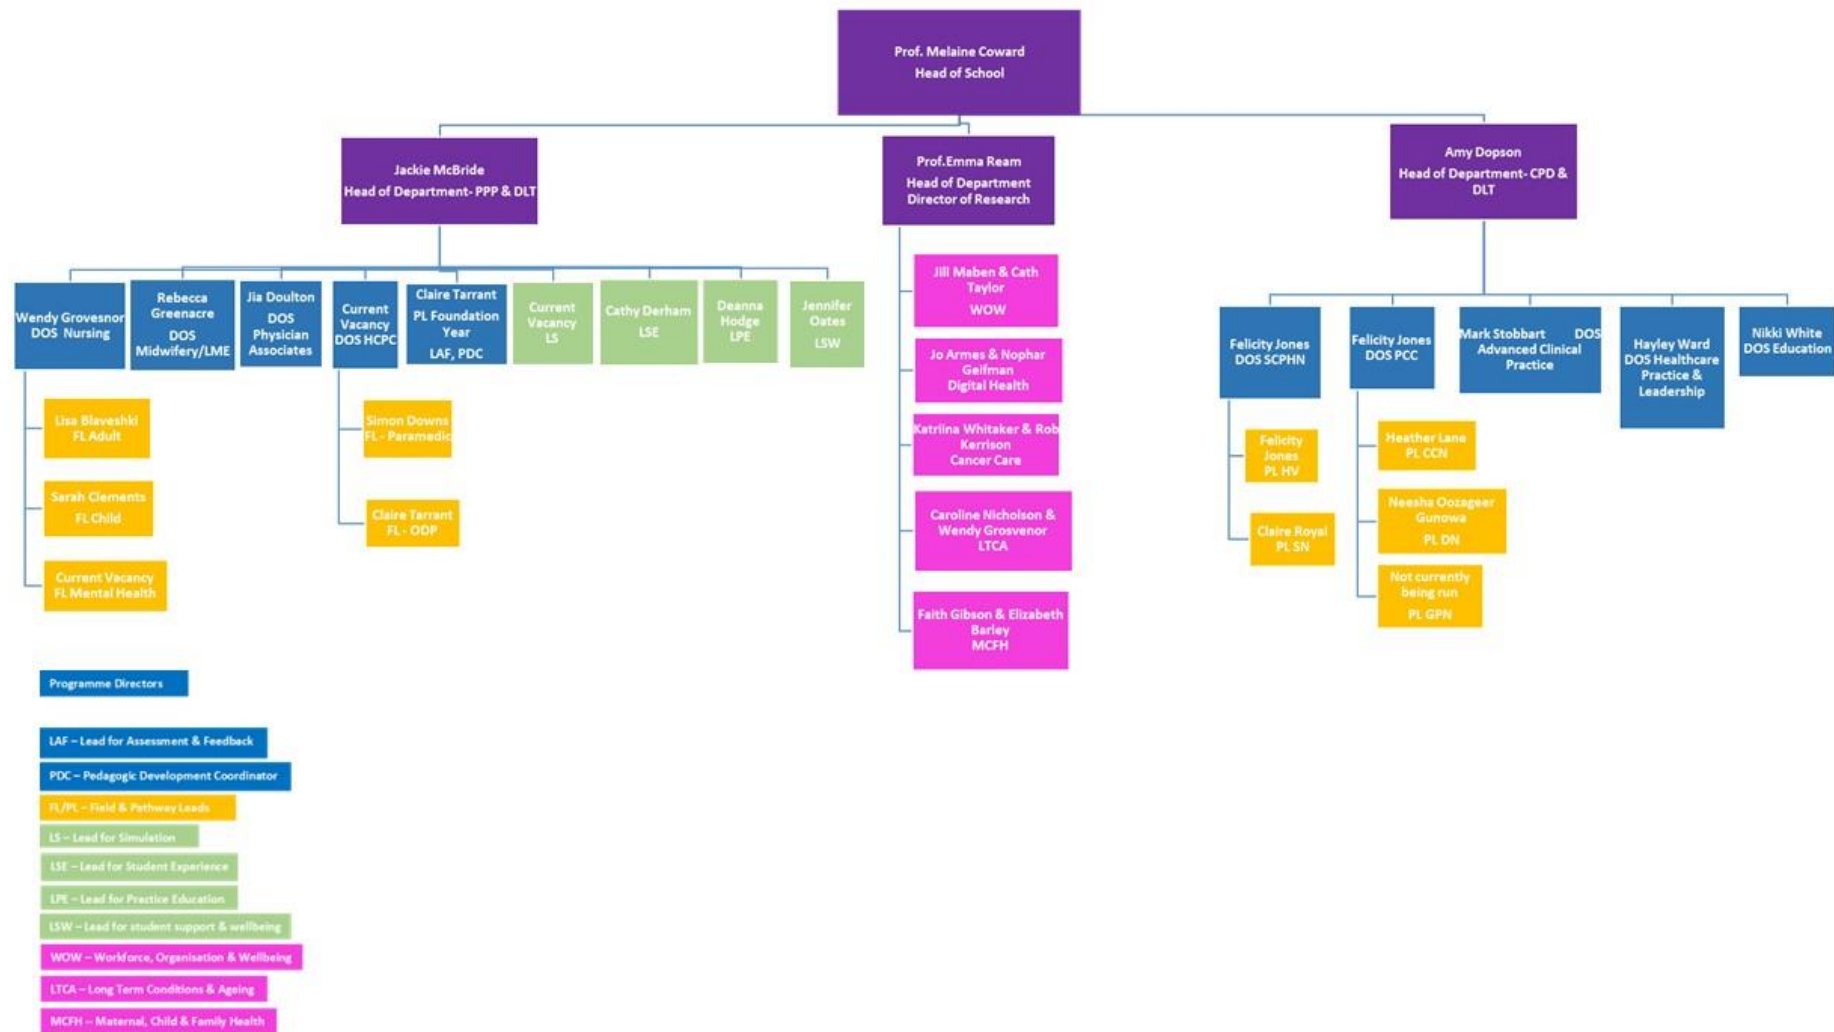 Prof. Melaine Coward
Head of School
Jackie McBride
Head of Department- PPP & DLT
Prof.Emma Ream
Head of Department
Director of Research
Amy Dopson
Head of Department- CPD &
DLT
Wendy Grovesnor
DOS Nursing
Rebecca
Greenacre
DOS
Midwifery/LME
Jia Doulton
DOS
Physician
Associates
Current
Vacancy
DOS HCPC
Claire Tarrant
PL Foundation
Year
LAF, PDC
Current
Vacancy
LS
Cathy Derham
LSE
Deanna
Hodge
LPE
Jennifer
Oates
LSW
Lisa Blaveshki
FL Adult
Sarah Clements
FL Child
Current Vacancy
FL Mental Health
Simon Downs
FL - Paramedic
Claire Tarrant
FL - ODP
Jill Maben & Cath
Taylor
WOW
Jo Armes & Nophar
Geifman
Digital Health
Katriina Whitaker & Rob
Kerrison
Cancer Care
Caroline Nicholson &
Wendy Grosvenor
LTCA
Faith Gibson & Elizabeth
Barley
MCFH
Felicity Jones
DOS SCPHN
Felicity Jones
DOS PCC
Mark Stobbart DOS
Advanced Clinical
Practice
Hayley Ward
DOS Healthcare
Practice &
Leadership
Nikki White
DOS Education
Felicity
Jones
PL HV
Claire Royal
PL SN
Heather Lane
PL CCN
Neesha Oozageer
Gunowa
PL DN
Not currently
being run
PL GPN
Programme Directors
LAF – Lead for Assessment & Feedback
PDC – Pedagogic Development Coordinator
FL/PL – Field & Pathway Leads
LS – Lead for Simulation
LSE – Lead for Student Experience
LPE – Lead for Practice Education
LSW – Lead for student support & wellbeing
WOW – Workforce, Organisation & Wellbeing
LTCA – Long Term Conditions & Ageing
MCFH – Maternal, Child & Family Health